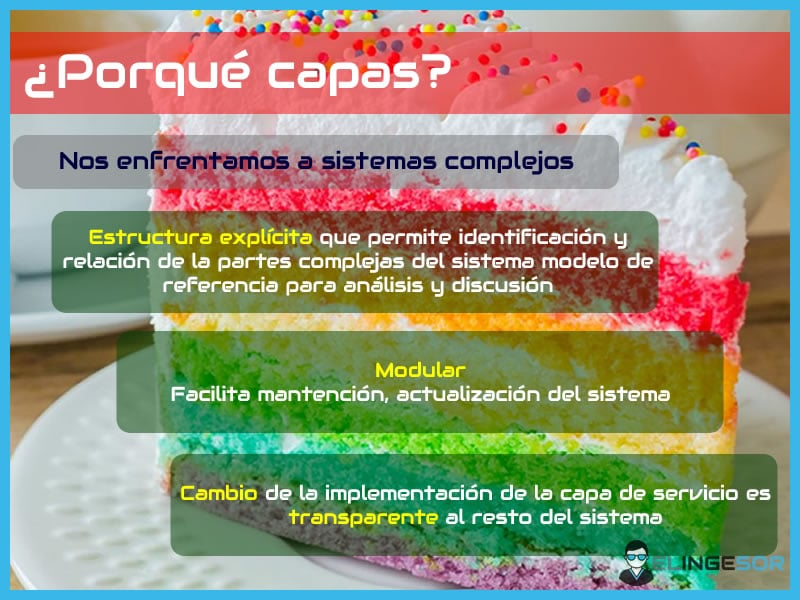 ¿Porqué capas?
Nos enfrentamos a sistemas complejos
Estructura explícita que permite identificación y
relación de la partes complejas del sistema modelo de
referencia para análisis y discusión
Modular
Facilita mantención, actualización del sistema
Cambio de la implementación de la capa de servicio es
transparente al resto del sistema
ELINGESOR